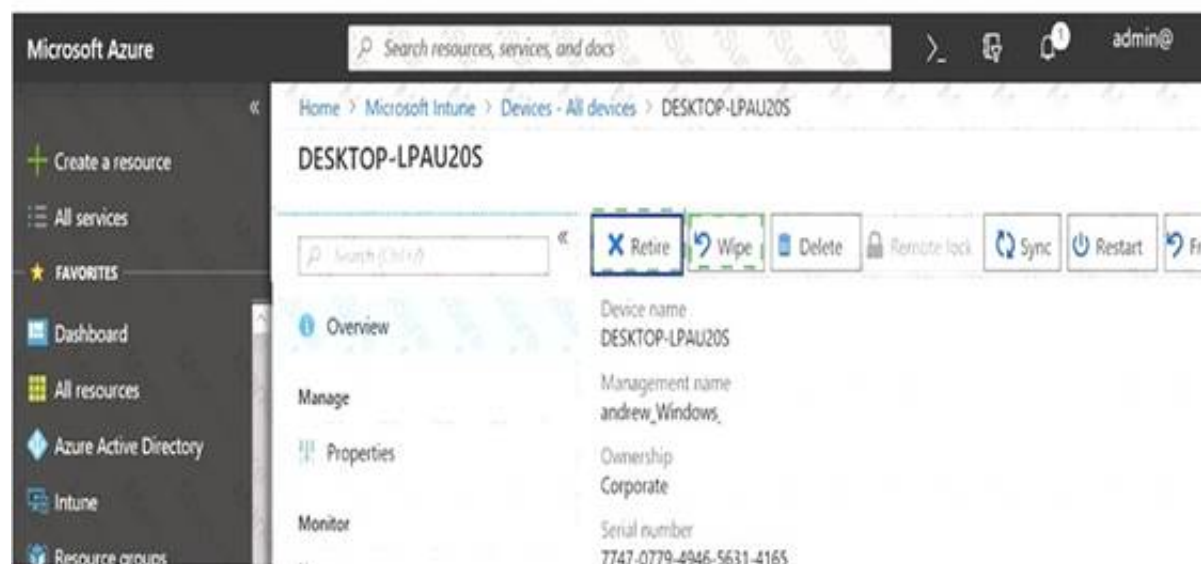 Microsoft Azure
Search resources, services, and docs
1
admin@
Home > Microsoft Intune > Devices - All devices > DESKTOP-LPAU20S
DESKTOP-LPAU20S
Create a resource
All services
FAVORITES
Dashboard
All resources
Azure Active Directory
Intune
Resource groups
Search (Ctrl+/)
Overview
Manage
Properties
Monitor
Retire
Wipe
Delete
Remote lock
Sync
Restart
Device name
DESKTOP-LPAU20S
Management name
andrew_Windows_
Ownership
Corporate
Serial number
7747-0779-4946-5631-4165